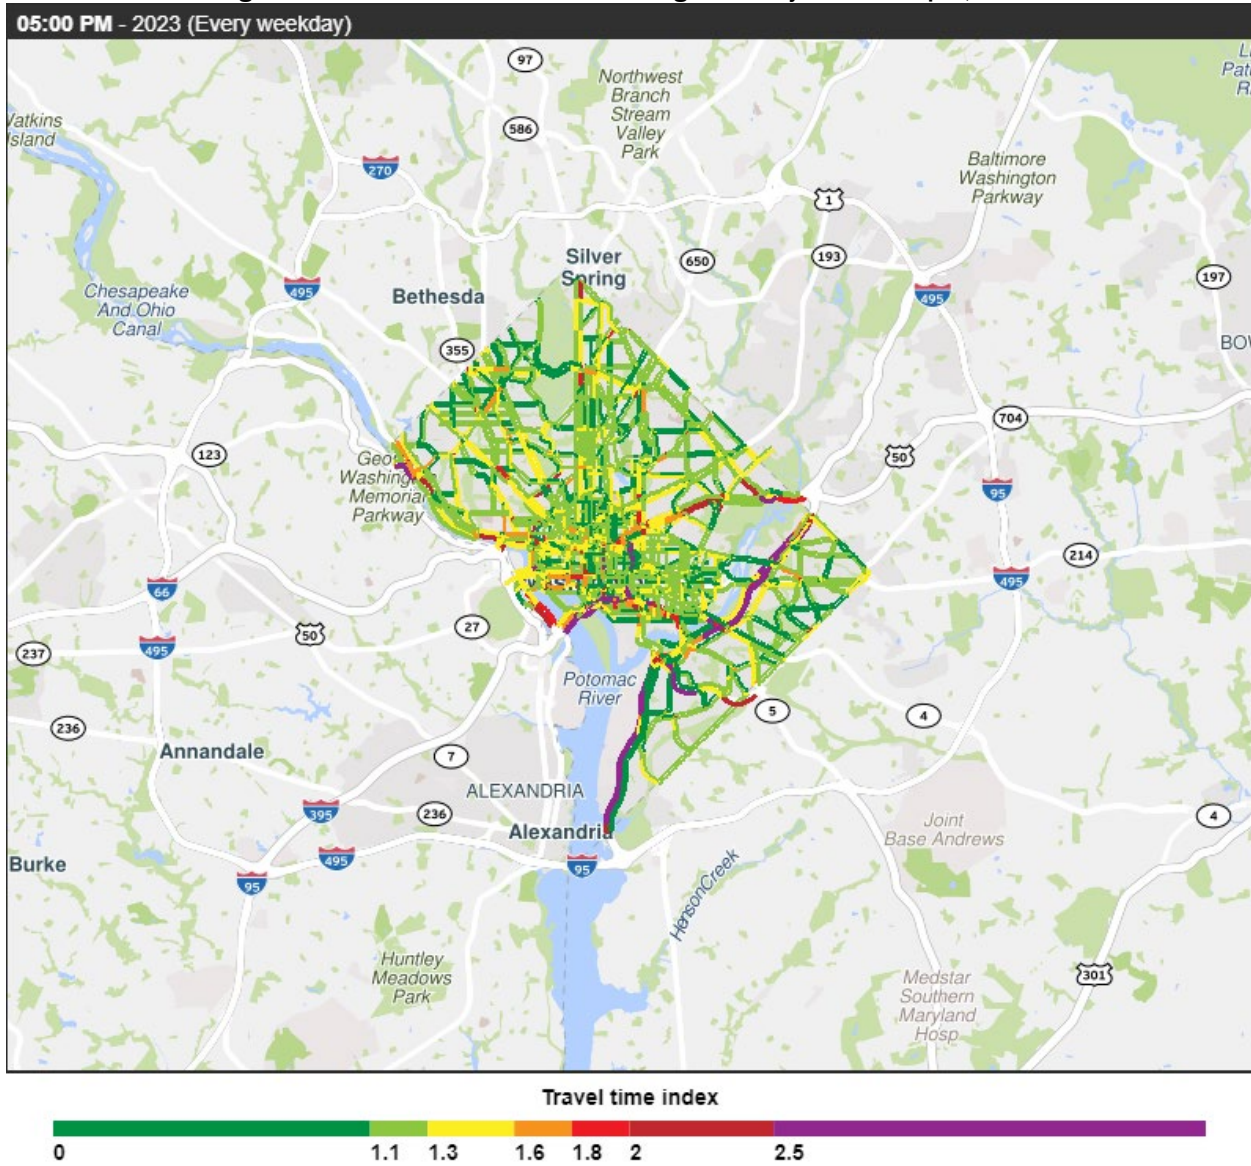 05:00 PM - 2023 (Every weekday)
97
Northwest
Branch
Stream
Valley
Park
586
270
Baltimore
Washington
Parkway
1
Silver
Spring
650
193
197
495
Bethesda
495
Chesapeake
And Ohio
Canal
355
704
123
50
95
Memorial
Parkway
214
66
495
27
50
237
495
Potomac
River
5
4
236
Annandale
7
ALEXANDRIA
395
236
Alexandria
Joint
Base Andrews
4
Burke
495
95
95
HensonCreek
Huntley
Meadows
Park
301
Medstar
Southern
Maryland
Hosp
Travel time index
0 1.1 1.3 1.6 1.8 2 2.5